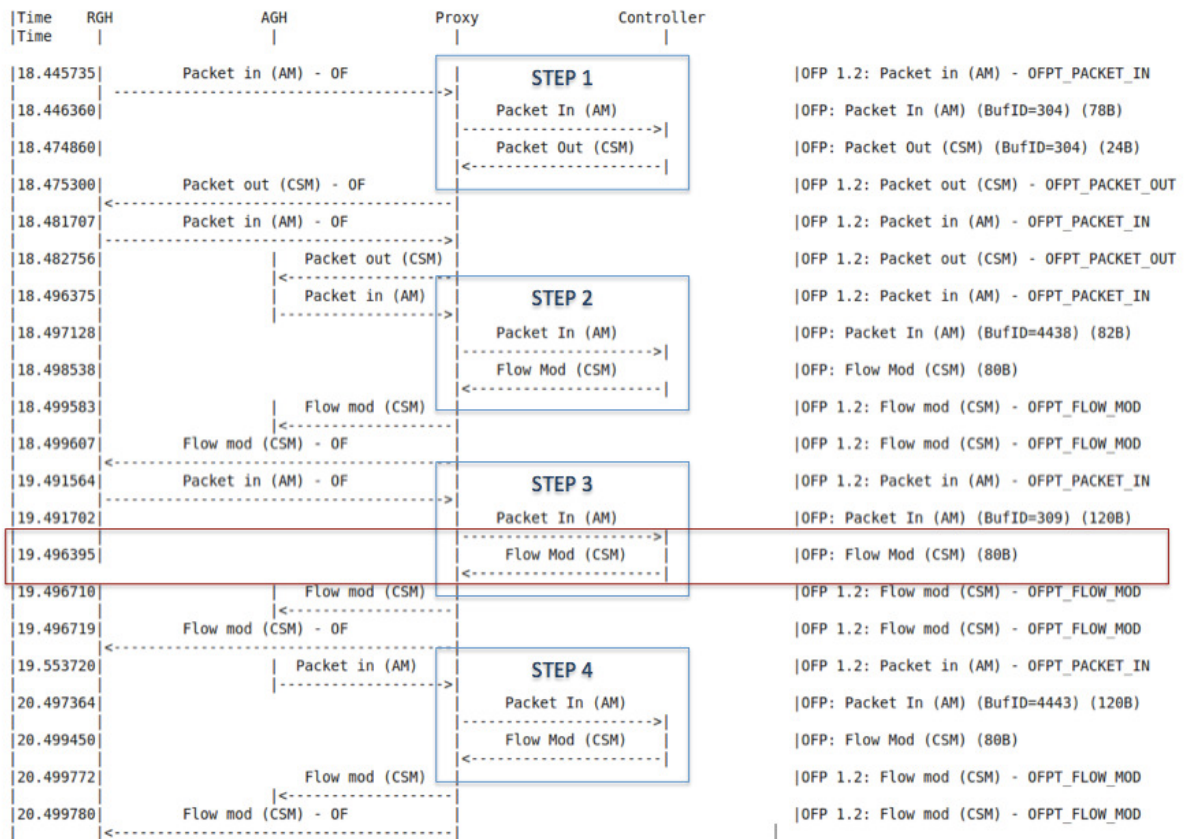 |Time RGH AGH Proxy Controller
|Time | | | |
|18.445735| Packet in (AM) - OF | STEP 1 |OFP 1.2: Packet in (AM) - OFPT_PACKET_IN
|18.446360| Packet In (AM) |OFP: Packet In (AM) (BufID=304) (78B)
|18.474860| Packet Out (CSM) |OFP: Packet Out (CSM) (BufID=304) (24B)
|18.475300| Packet out (CSM) - OF |OFP 1.2: Packet out (CSM) - OFPT_PACKET_OUT
|18.481707| Packet in (AM) - OF |OFP 1.2: Packet in (AM) - OFPT_PACKET_IN
|18.482756| | Packet out (CSM) | |OFP 1.2: Packet out (CSM) - OFPT_PACKET_OUT
|18.496375| | Packet in (AM) | STEP 2 |OFP 1.2: Packet in (AM) - OFPT_PACKET_IN
|18.497128| Packet In (AM) |OFP: Packet In (AM) (BufID=4438) (82B)
|18.498538| Flow Mod (CSM) |OFP: Flow Mod (CSM) (80B)
|18.499583| | Flow mod (CSM) | |OFP 1.2: Flow mod (CSM) - OFPT_FLOW_MOD
|18.499607| Flow mod (CSM) - OF |OFP 1.2: Flow mod (CSM) - OFPT_FLOW_MOD
|19.491564| Packet in (AM) - OF | STEP 3 |OFP 1.2: Packet in (AM) - OFPT_PACKET_IN
|19.491702| Packet In (AM) |OFP: Packet In (AM) (BufID=309) (120B)
|19.496395| Flow Mod (CSM) |OFP: Flow Mod (CSM) (80B)
|19.496710| | Flow mod (CSM) | |OFP 1.2: Flow mod (CSM) - OFPT_FLOW_MOD
|19.496719| Flow mod (CSM) - OF |OFP 1.2: Flow mod (CSM) - OFPT_FLOW_MOD
|19.553720| | Packet in (AM) | STEP 4 |OFP 1.2: Packet in (AM) - OFPT_PACKET_IN
|20.497364| Packet In (AM) |OFP: Packet In (AM) (BufID=4443) (120B)
|20.499450| Flow Mod (CSM) |OFP: Flow Mod (CSM) (80B)
|20.499772| Flow mod (CSM) | |OFP 1.2: Flow mod (CSM) - OFPT_FLOW_MOD
|20.499780| Flow mod (CSM) - OF |OFP 1.2: Flow mod (CSM) - OFPT_FLOW_MOD